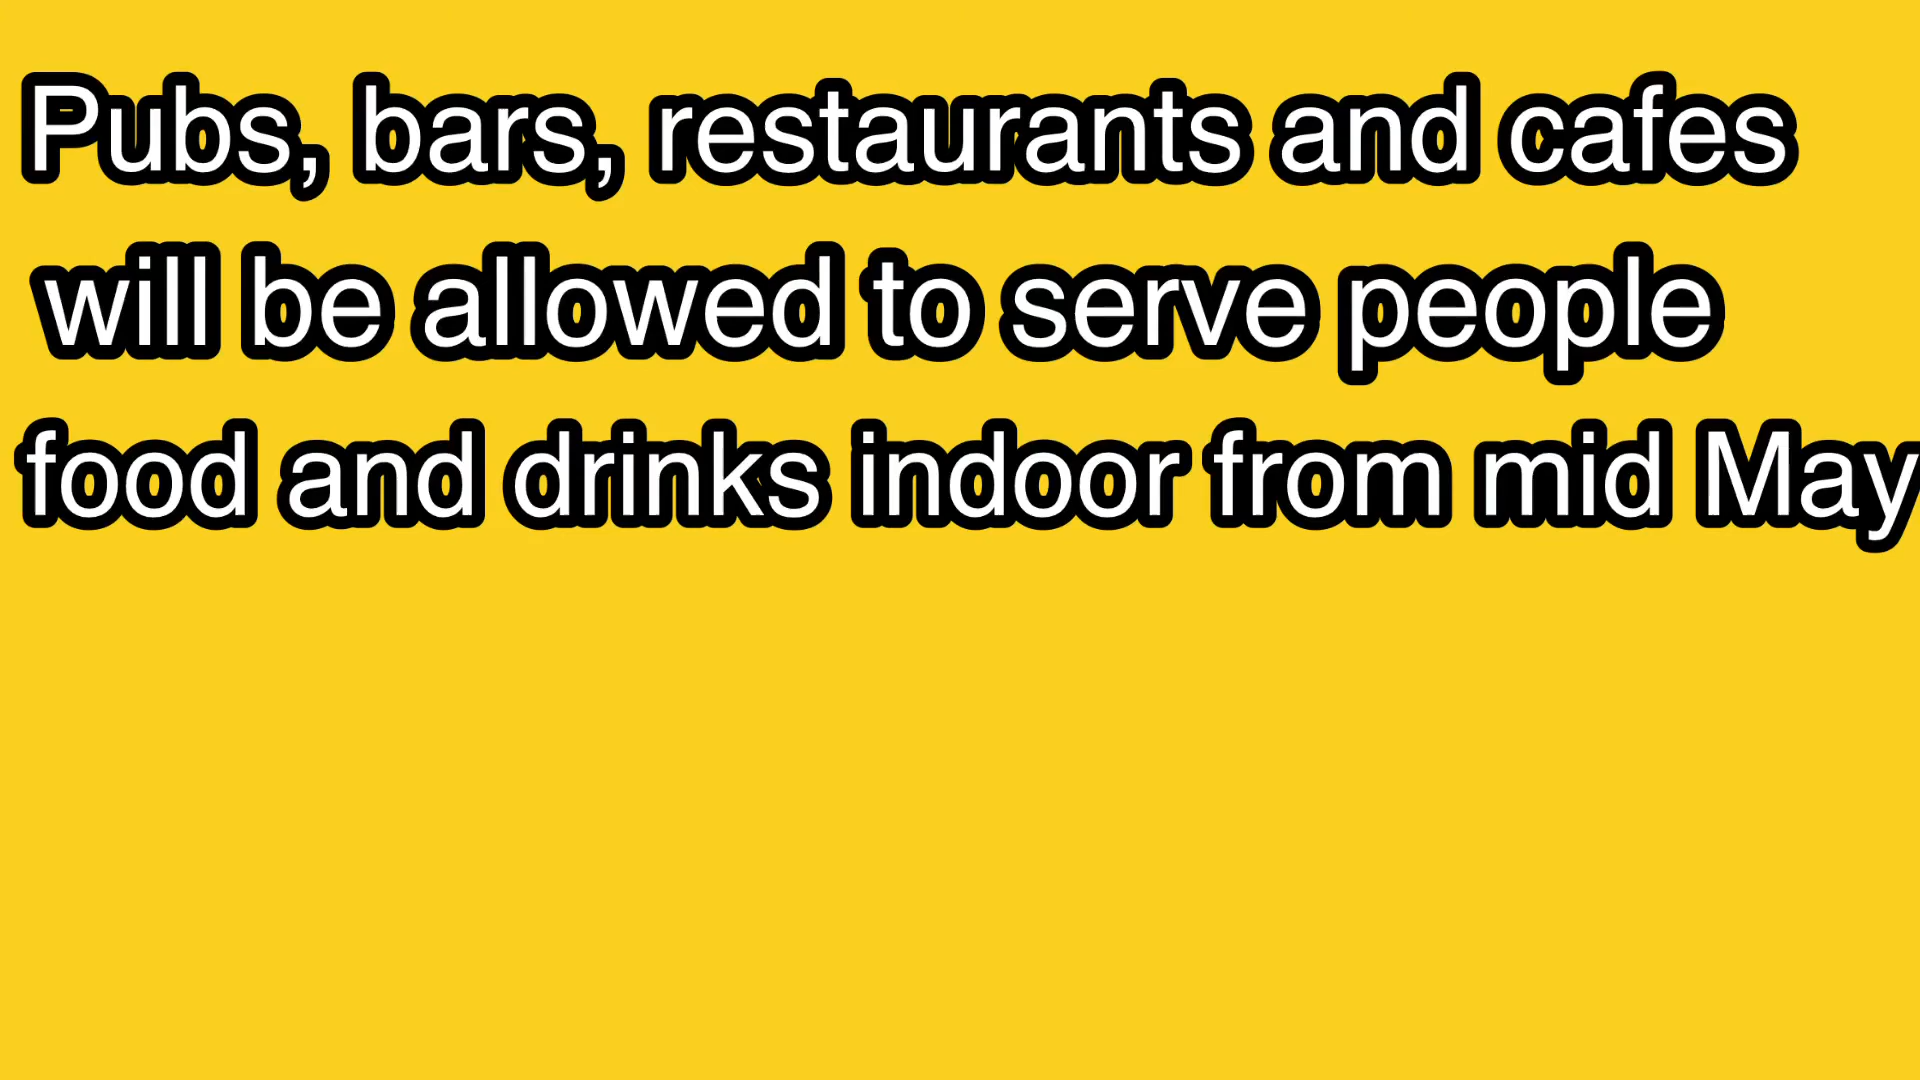 Pubs, bars, restaurants and cafes
will be allowed to serve people
food and drinks indoor from mid May